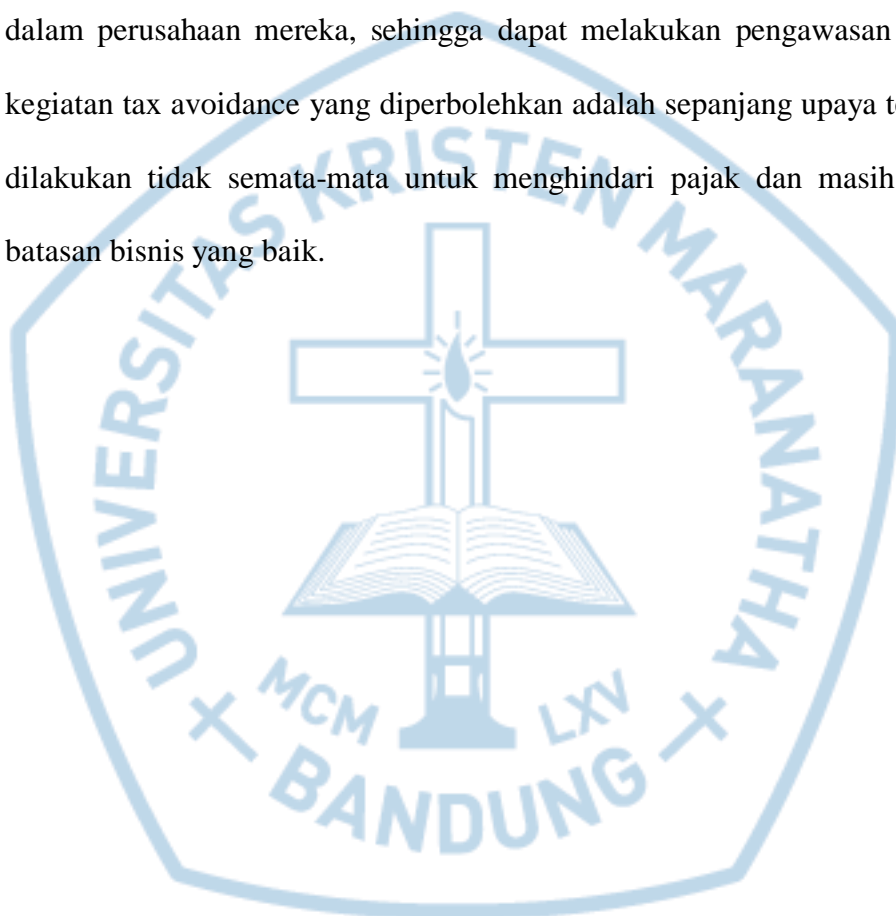 dalam perusahaan mereka, sehingga dapat melakukan pengawasan
kegiatan tax avoidance yang diperbolehkan adalah sepanjang upaya
dilakukan tidak semata-mata untuk menghindari pajak dan masih
batasan bisnis yang baik.
UNIVERSITAS KRISTEN MARANATHA
MCM LXV
BANDUNG